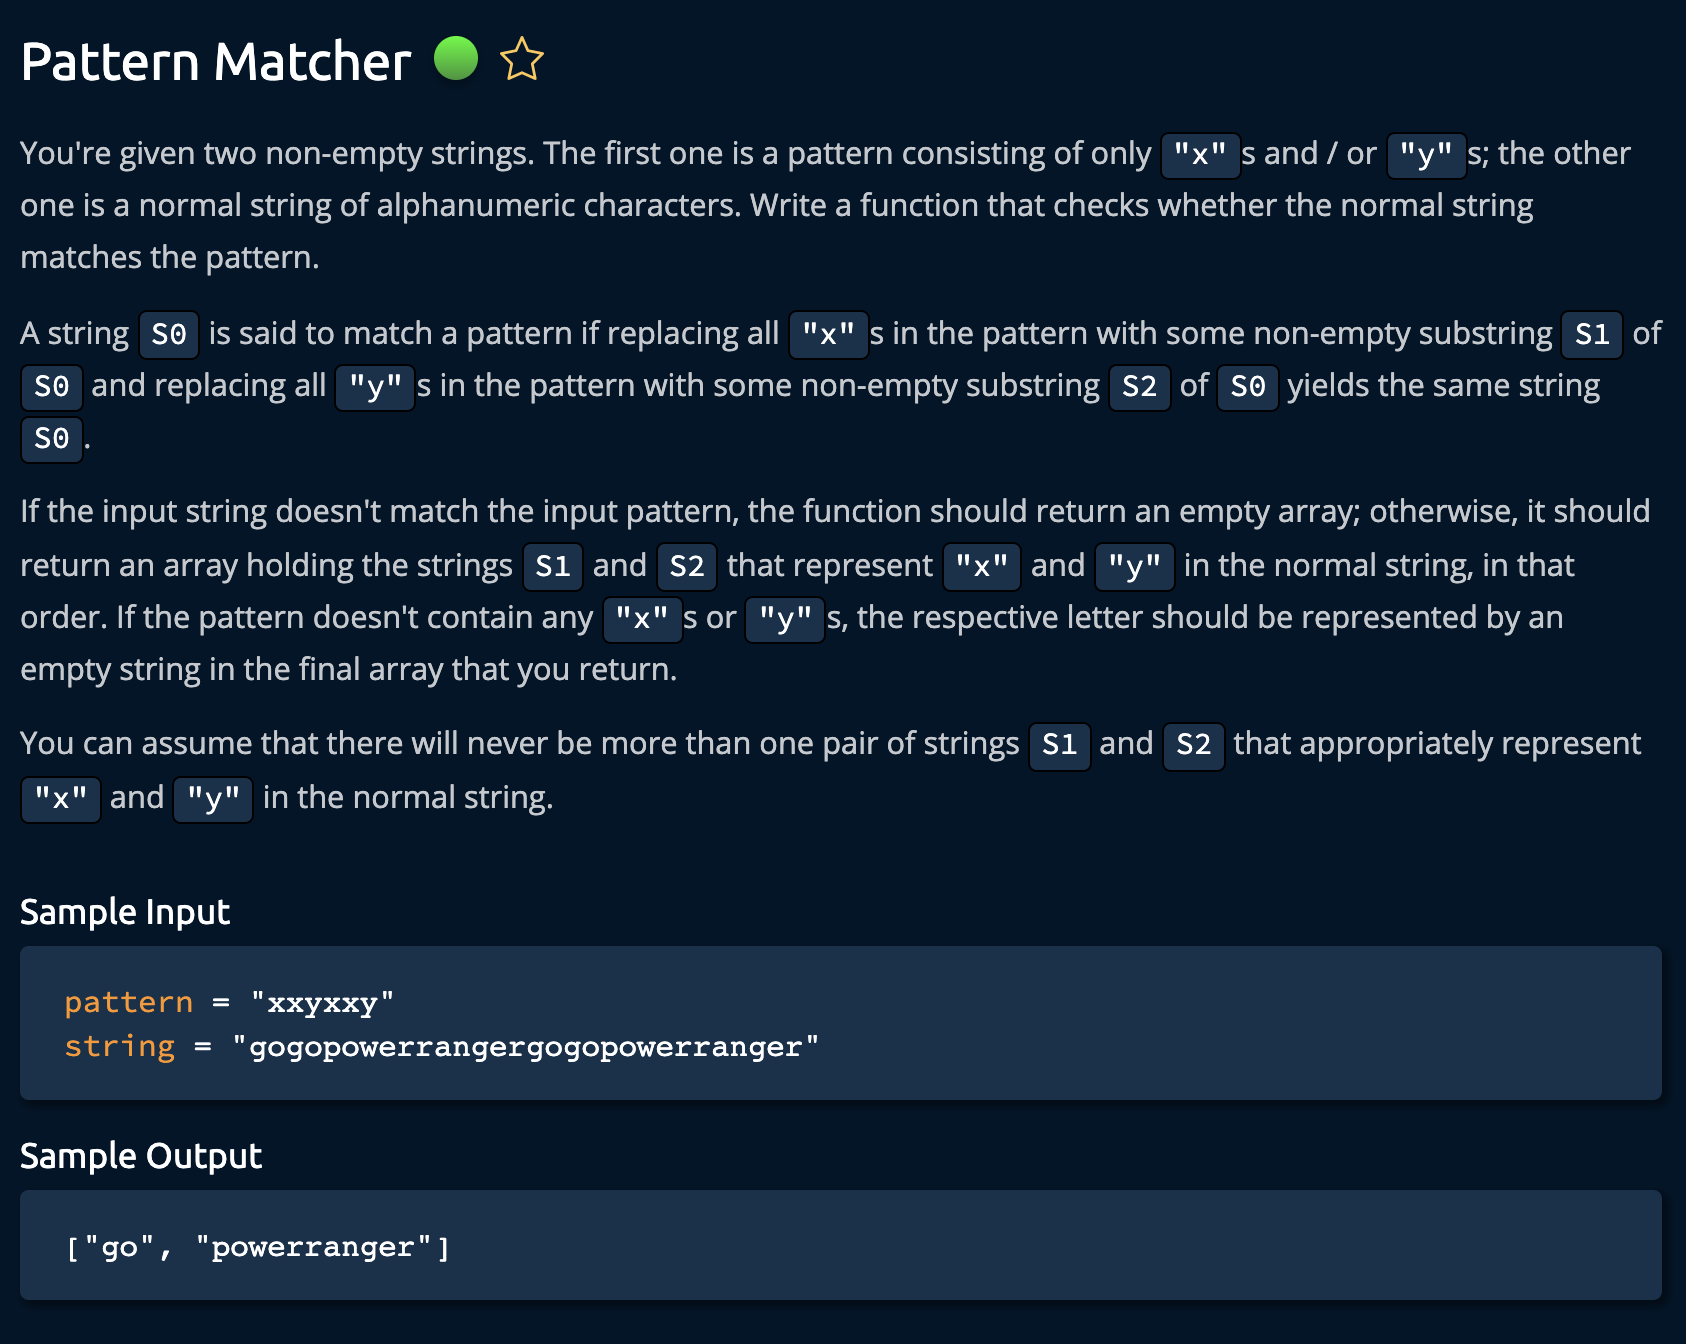 Pattern Matcher
You're given two non-empty strings. The first one is a pattern consisting of only "x" s and / or "y" s; the other
one is a normal string of alphanumeric characters. Write a function that checks whether the normal string
matches the pattern.
A string S0 is said to match a pattern if replacing all "x" s in the pattern with some non-empty substring S1 of
S0 and replacing all "y" s in the pattern with some non-empty substring S2 of S0 yields the same string
S0 .
If the input string doesn't match the input pattern, the function should return an empty array; otherwise, it should
return an array holding the strings S1 and S2 that represent "x" and "y" in the normal string, in that
order. If the pattern doesn't contain any "x" s or "y" s, the respective letter should be represented by an
empty string in the final array that you return.
You can assume that there will never be more than one pair of strings S1 and S2 that appropriately represent
"x" and "y" in the normal string.
Sample Input
pattern = "xxyxxy"
string = "gogopowerrangergogopowerranger"
Sample Output
["go", "powerranger"]